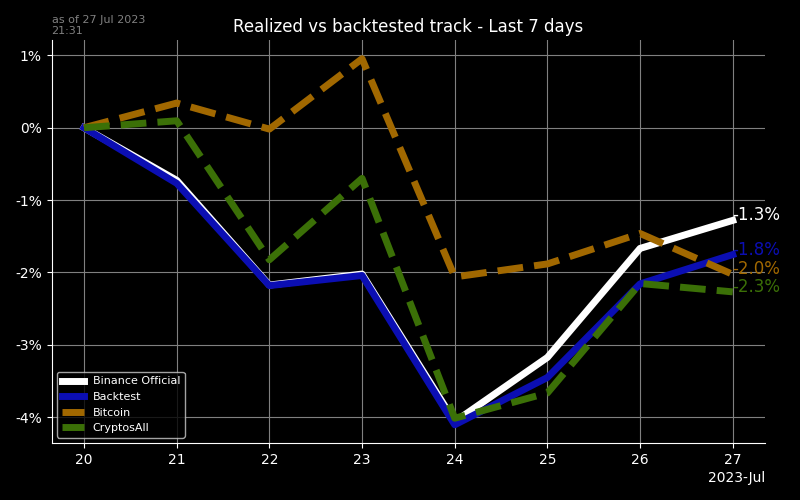 as of 27 Jul 2023
21:31
Realized vs backtested track - Last 7 days
1%
0%
-1%
-2%
-3%
-4%
-1.3%
-1.8%
-2.0%
-2.3%
Binance Official
Backtest
Bitcoin
CryptosAll
20 21 22 23 24 25 26 27
2023-Jul